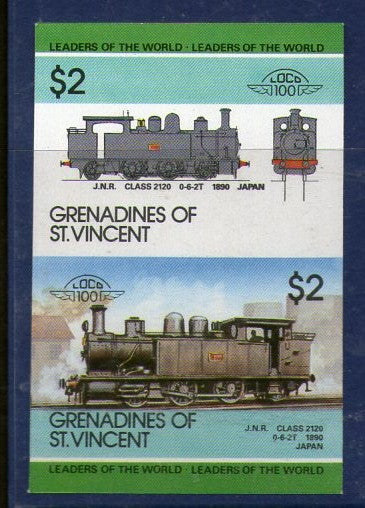 LEADERS OF THE WORLD · LEADERS OF THE WORLD
$2
LOCO
100
J.N.R. CLASS 2120 0-6-2T 1890 JAPAN
GRENADINES OF
ST.VINCENT
LOCO
100
$2
GRENADINES OF
ST.VINCENT
J.N.R. CLASS 2120
0-6-2T 1890
JAPAN
LEADERS OF THE WORLD · LEADERS OF THE WORLD